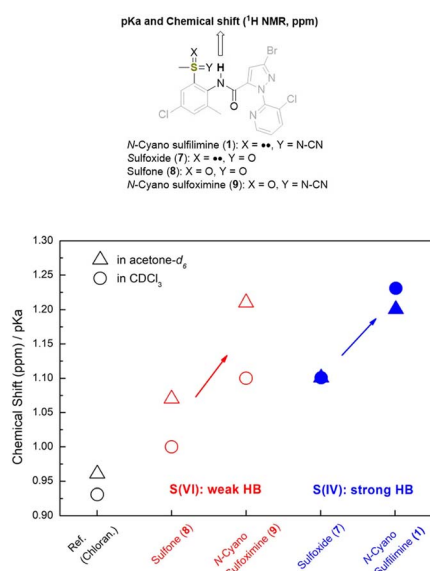 pKa and Chemical shift (¹H NMR, ppm)
X
S
Y
H
N
O
Br
N
N
Cl
N
Cl
N-Cyano sulfilimine (1): X = ••, Y = N-CN
Sulfoxide (7): X = ••, Y = O
Sulfone (8): X = O, Y = O
N-Cyano sulfoximine (9): X = O, Y = N-CN
Chemical Shift (ppm) / pKa
1.30
1.25
1.20
1.15
1.10
1.05
1.00
0.95
0.90
in acetone-d6
in CDCl3
S(VI): weak HB
S(IV): strong HB
Ref.
(Chloran.)
Sulfone (8)
N-Cyano
Sulfoximine (9)
Sulfoxide (7)
N-Cyano
Sulfilimine (1)